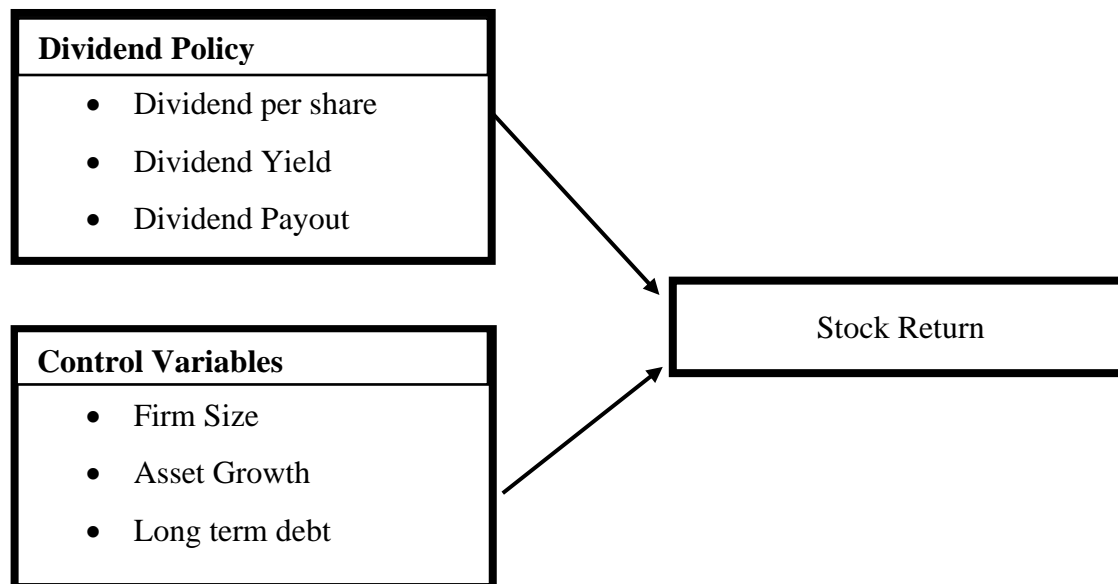 Dividend Policy
• Dividend per share
• Dividend Yield
• Dividend Payout
Stock Return
Control Variables
• Firm Size
• Asset Growth
• Long term debt